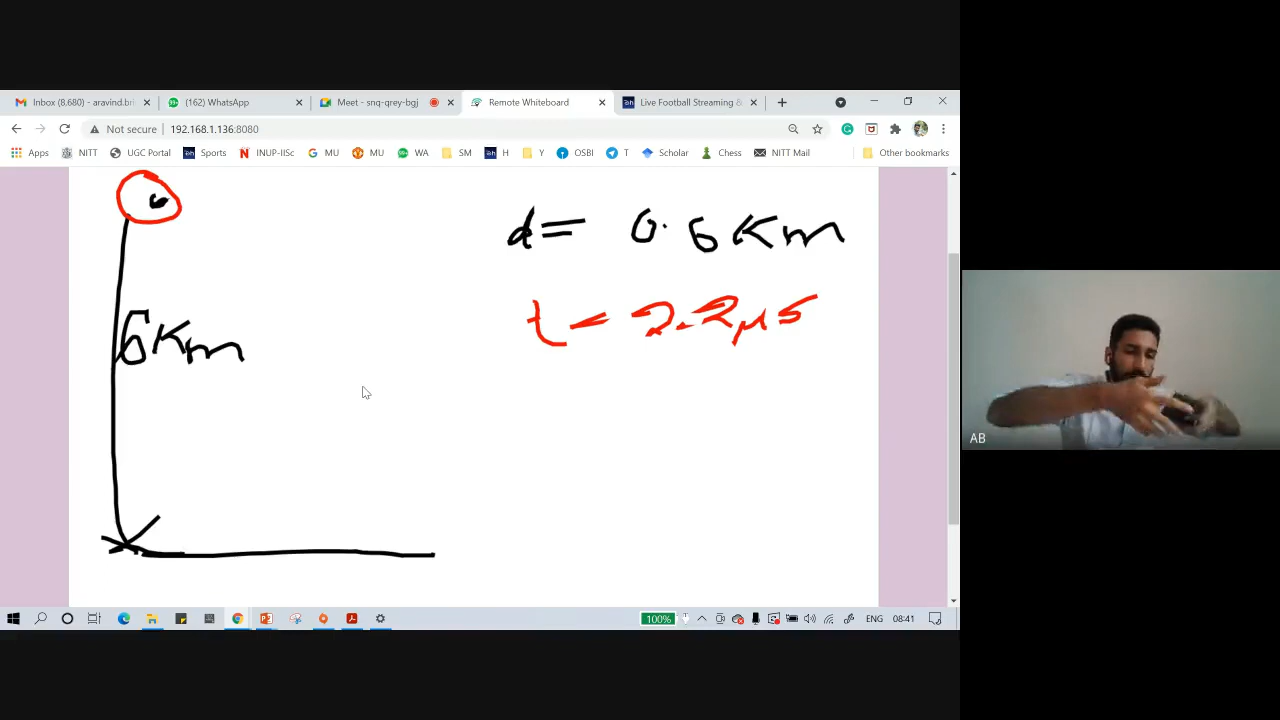 Inbox (8,680) - aravind.bri
(162) WhatsApp
Meet - snq-qrey-bgj
Remote Whiteboard
Live Football Streaming &
Not secure
192.168.1.136:8080
Apps
NITT
UGC Portal
Sports
INUP-IISc
MU
MU
WA
SM
H
Y
OSBI
T
Scholar
Chess
NITT Mail
Other bookmarks
d= 0.6Km
t= 2.2μs
6Km
AB
100%
ENG
08:41